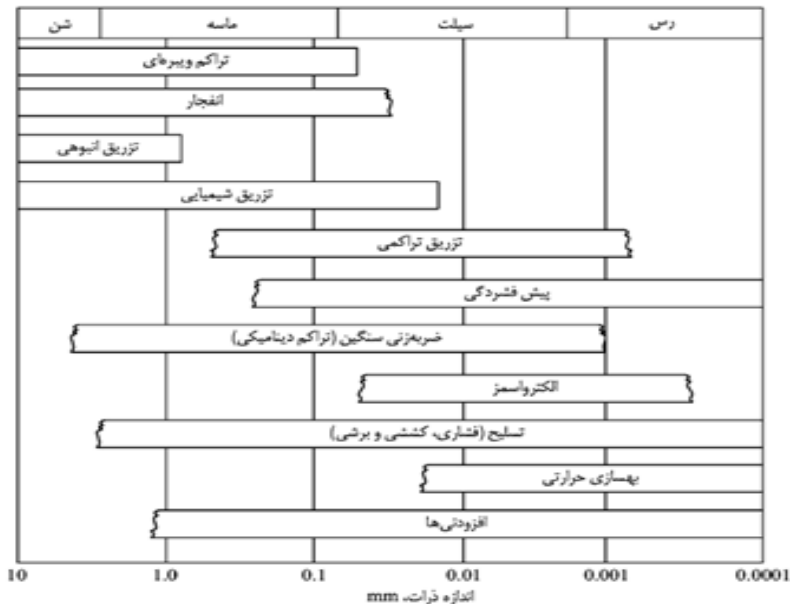 شن ماسه سیلت رس
تراکم ویبره‌ای
انفجار
تزریق انبوهی
تزریق شیمیایی
تزریق تراکمی
پیش فشردگی
ضربه‌زنی سنگین (تراکم دینامیکی)
الکترواسمز
تسلیح (فشاری، کششی و برشی)
بهسازی حرارتی
افزودنی‌ها
10 1.0 0.1 0.01 0.001 0.0001
اندازه ذرات، mm